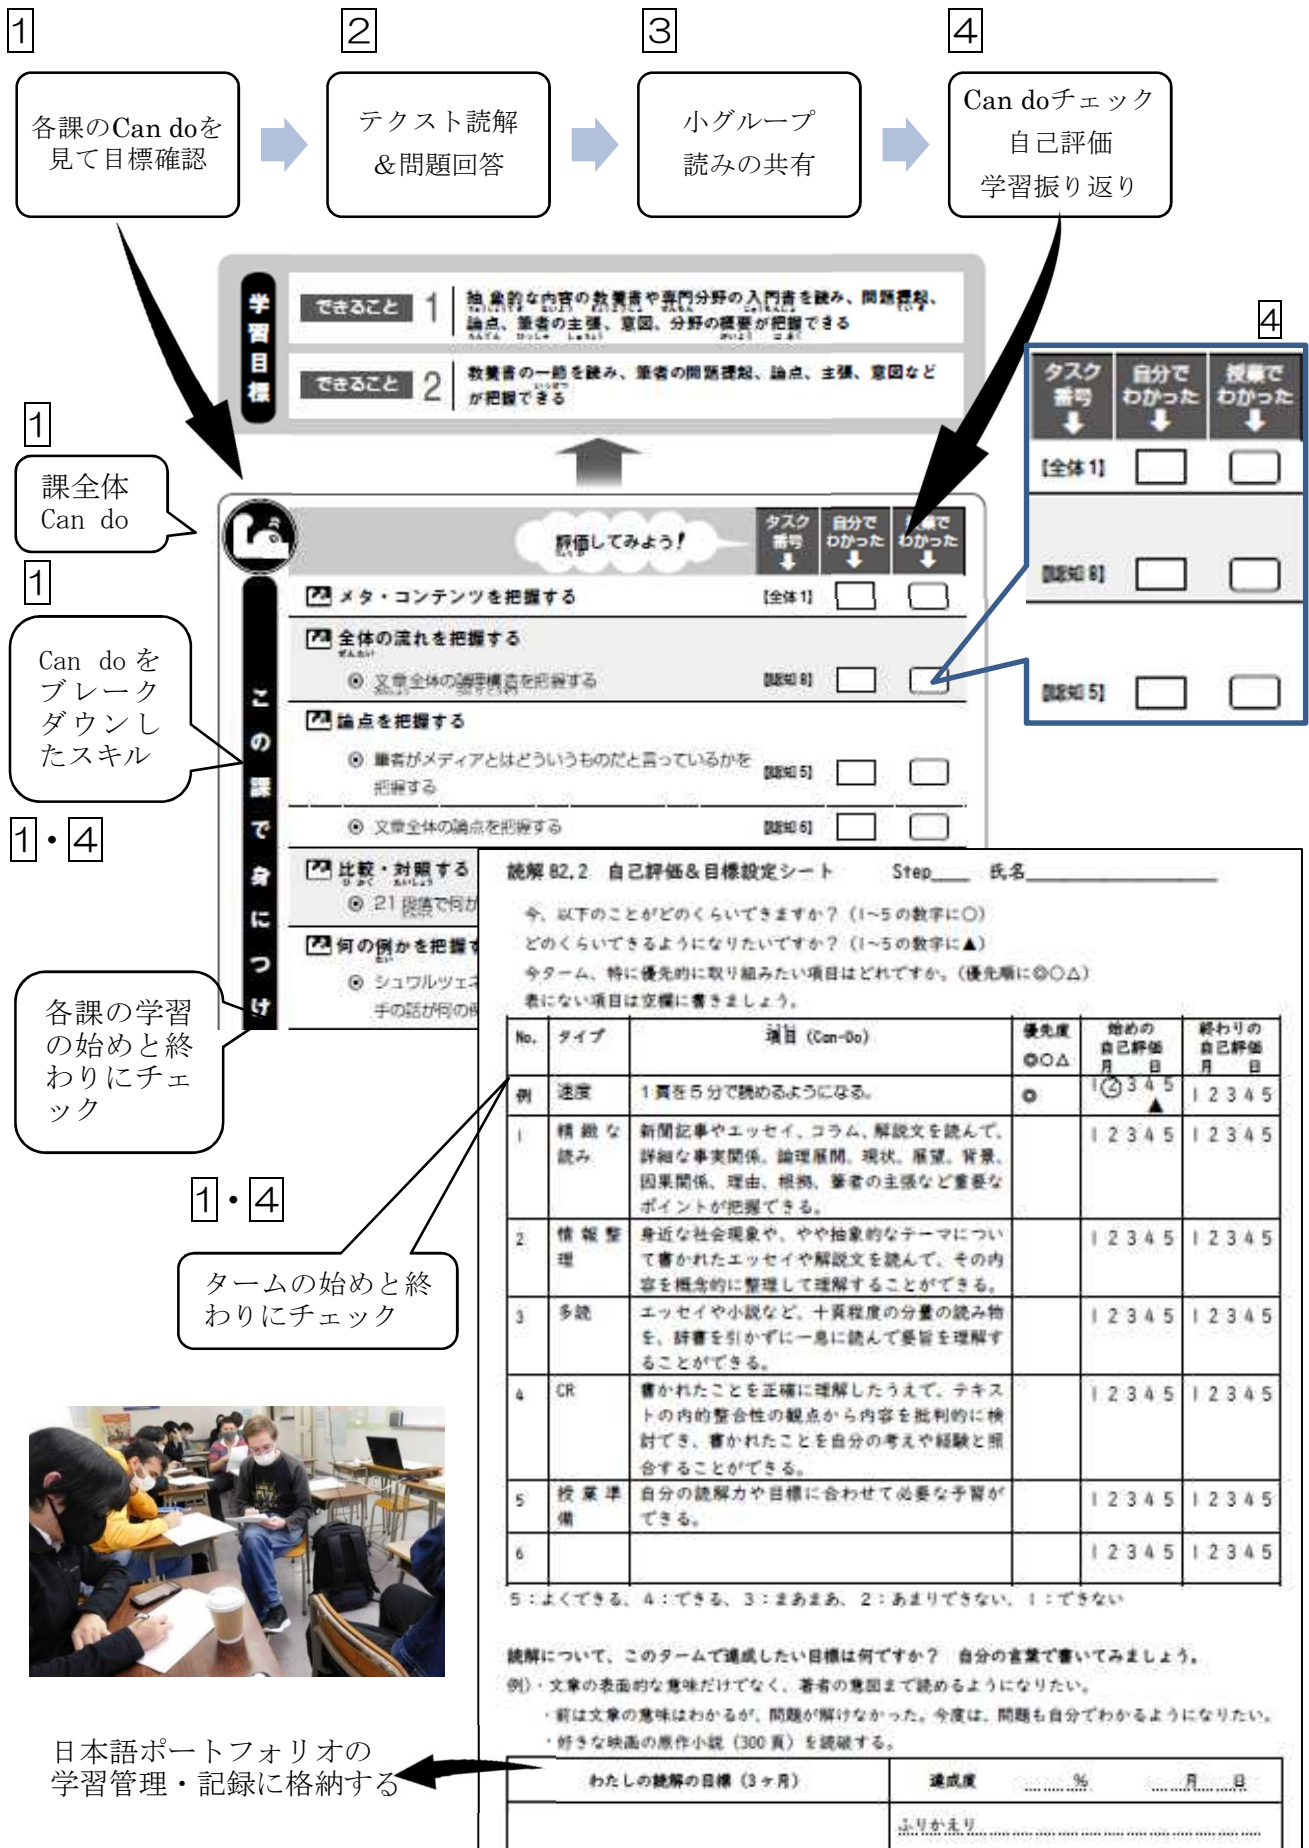 1
2
3
4
各課のCan doを
見て目標確認
テクスト読解
&問題回答
小グループ
読みの共有
Can doチェック
自己評価
学習振り返り
学習目標
できること 1
抽象的な内容の教養書や専門分野の入門書を読み、問題提起、
論点、筆者の主張、意図、分野の概要が把握できる
できること 2
教養書の一節を読み、筆者の問題提起、論点、主張、意図など
が把握できる
4
タスク番号
自分でわかった
授業でわかった
【全体1】
【認知8】
【認知5】
1
課全体
Can do
1
Can doを
ブレーク
ダウンし
たスキル
1・4
各課の学習
の始めと終
わりにチェ
ック
この課で身につけ
評価してみよう!
タスク番号
自分でわかった
授業でわかった
メタ・コンテンツを把握する 【全体1】
全体の流れを把握する
文章全体の論理構造を把握する 【認知8】
論点を把握する
筆者がメディアとはどういうものだと言っているかを
把握する 【認知5】
文章全体の論点を把握する 【認知6】
比較・対照する
21段落で何が
何の例かを把握す
シュワルツェネ
手の話が何の例
1・4
タームの始めと終
わりにチェック
読解82.2 自己評価&目標設定シート Step____ 氏名____
今、以下のことがどのくらいできますか?(1~5の数字に○)
どのくらいできるようになりたいですか?(1~5の数字に▲)
今ターム、特に優先的に取り組みたい項目はどれですか。(優先順に◎○△)
表にない項目は空欄に書きましょう。
No. タイプ 項目(Can-Do) 優先度 ◎○△ 始めの自己評価 月 日 終わりの自己評価 月 日
例 速度 1頁を5分で読めるようになる。 ◎ 1 2 3 4 5 ▲ 1 2 3 4 5
1 精緻な読み 新聞記事やエッセイ、コラム、解説文を読んで、 1 2 3 4 5 1 2 3 4 5
詳細な事実関係、論理展開、現状、展望、背景、
因果関係、理由、根拠、筆者の主張など重要な
ポイントが把握できる。
2 情報整理 身近な社会現象や、やや抽象的なテーマについ 1 2 3 4 5 1 2 3 4 5
て書かれたエッセイや解説文を読んで、その内
容を概念的に整理して理解することができる。
3 多読 エッセイや小説など、十頁程度の分量の読み物 1 2 3 4 5 1 2 3 4 5
を、辞書を引かずに一息に読んで要旨を理解す
ることができる。
4 CR 書かれたことを正確に理解したうえで、テキス 1 2 3 4 5 1 2 3 4 5
トの内的整合性の観点から内容を批判的に検
討でき、書かれたことを自分の考えや経験と照
合することができる。
5 授業準備 自分の読解力や目標に合わせて必要な予習が 1 2 3 4 5 1 2 3 4 5
できる。
6 1 2 3 4 5 1 2 3 4 5
5:よくできる、4:できる、3:まあまあ、2:あまりできない、1:できない
読解について、このタームで達成したい目標は何ですか? 自分の言葉で書いてみましょう。
例)・文章の表面的な意味だけでなく、著者の意図まで読めるようになりたい。
・前は文章の意味はわかるが、問題が解けなかった。今度は、問題も自分でわかるようになりたい。
・好きな映画の原作小説(300頁)を読破する。
わたしの読解の目標(3ヶ月) 達成度 ......% ......月......日
ふりかえり
日本語ポートフォリオの
学習管理・記録に格納する